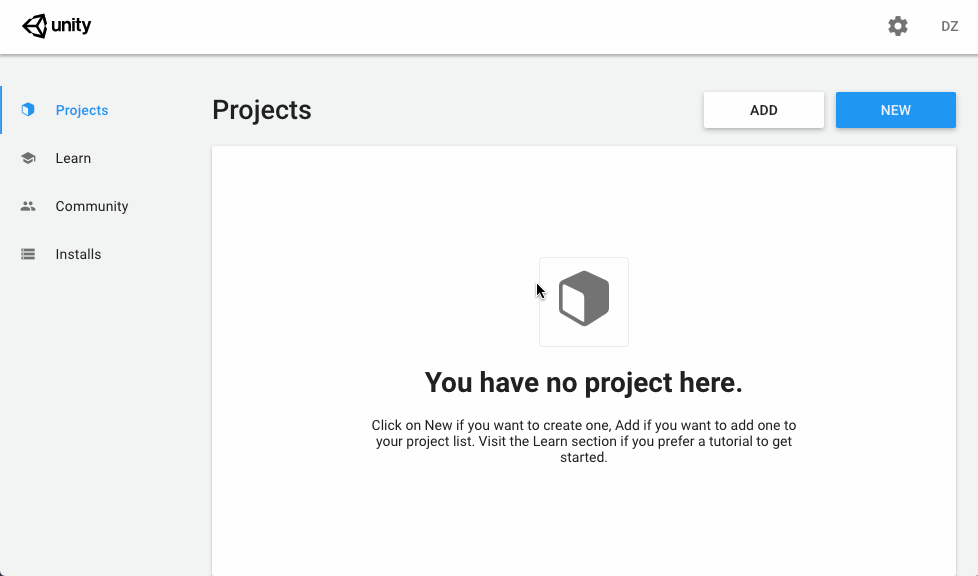 unity
DZ
Projects
Learn
Community
Installs
Projects
ADD
NEW
You have no project here.
Click on New if you want to create one, Add if you want to add one to
your project list. Visit the Learn section if you prefer a tutorial to get
started.